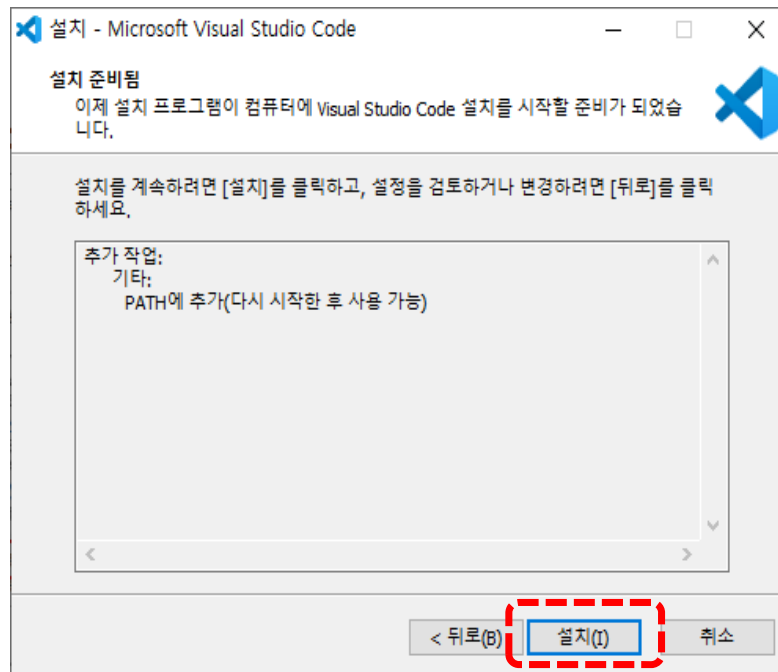 설치 - Microsoft Visual Studio Code
설치 준비됨
이제 설치 프로그램이 컴퓨터에 Visual Studio Code 설치를 시작할 준비가 되었습
니다.
설치를 계속하려면 [설치]를 클릭하고, 설정을 검토하거나 변경하려면 [뒤로]를 클릭
하세요.
추가 작업:
기타:
PATH에 추가(다시 시작한 후 사용 가능)
< 뒤로(B) 설치(I) 취소